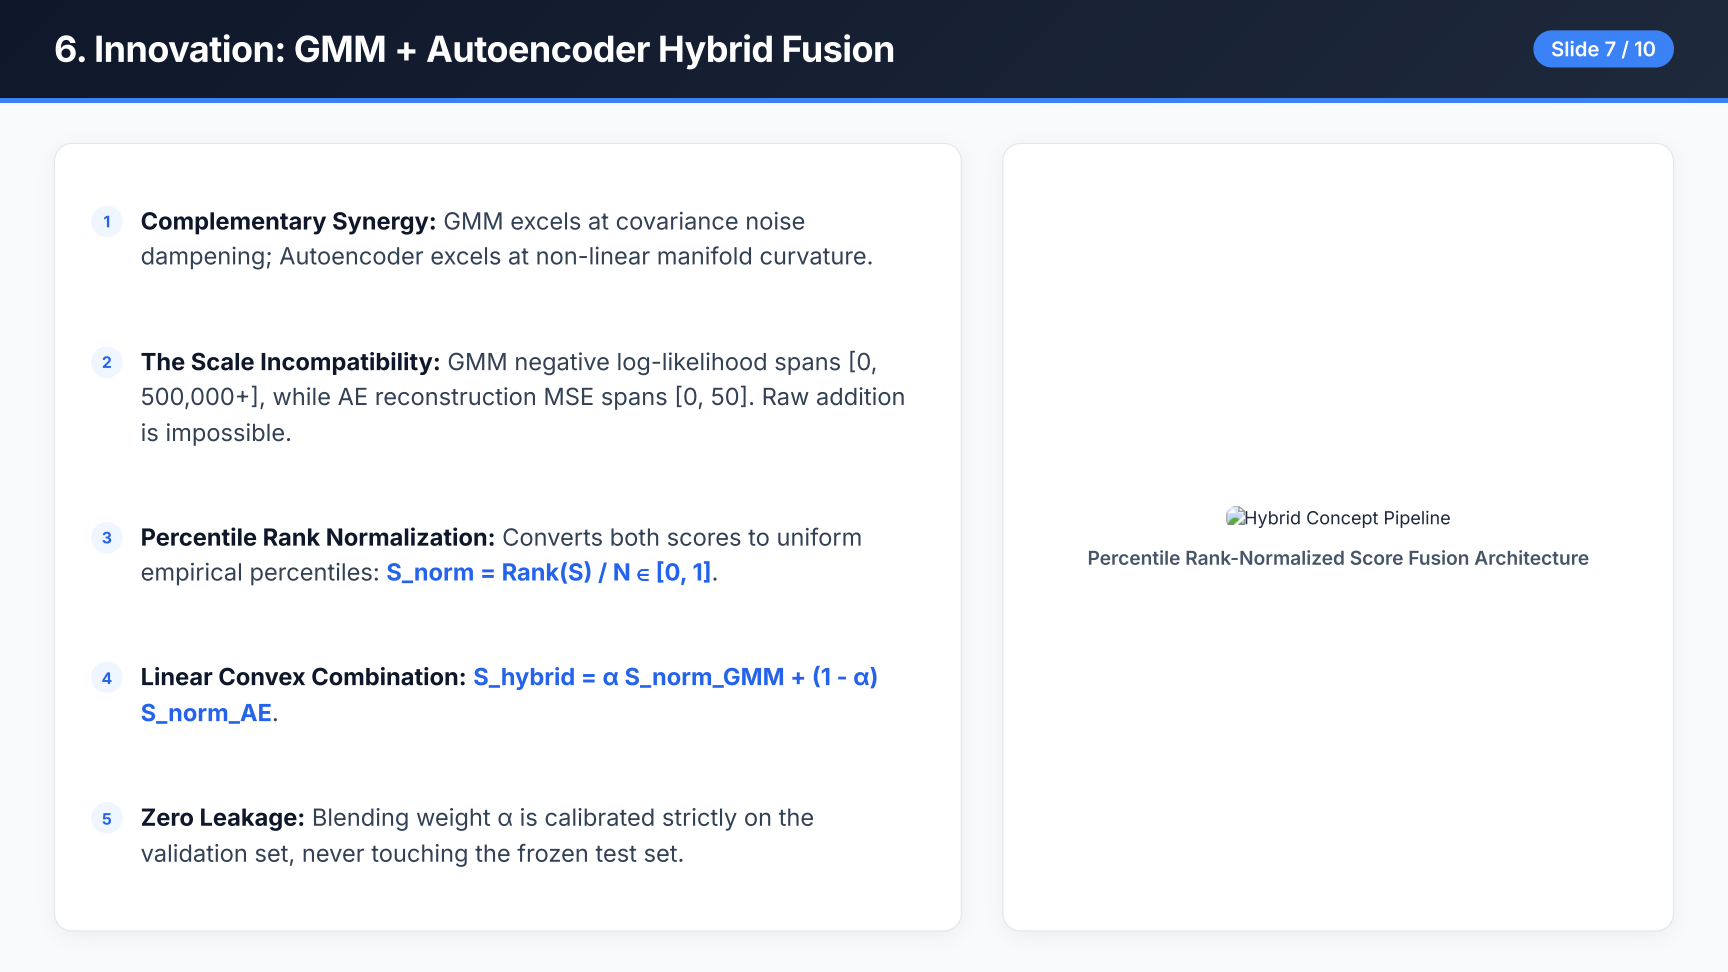 6. Innovation: GMM + Autoencoder Hybrid Fusion
Slide 7 / 10
1
Complementary Synergy: GMM excels at covariance noise
dampening; Autoencoder excels at non-linear manifold curvature.
2
The Scale Incompatibility: GMM negative log-likelihood spans [0,
500,000+], while AE reconstruction MSE spans [0, 50]. Raw addition
is impossible.
3
Percentile Rank Normalization: Converts both scores to uniform
empirical percentiles: S_norm = Rank(S) / N ∈ [0, 1].
4
Linear Convex Combination: S_hybrid = α S_norm_GMM + (1 - α)
S_norm_AE.
5
Zero Leakage: Blending weight α is calibrated strictly on the
validation set, never touching the frozen test set.
Hybrid Concept Pipeline
Percentile Rank-Normalized Score Fusion Architecture